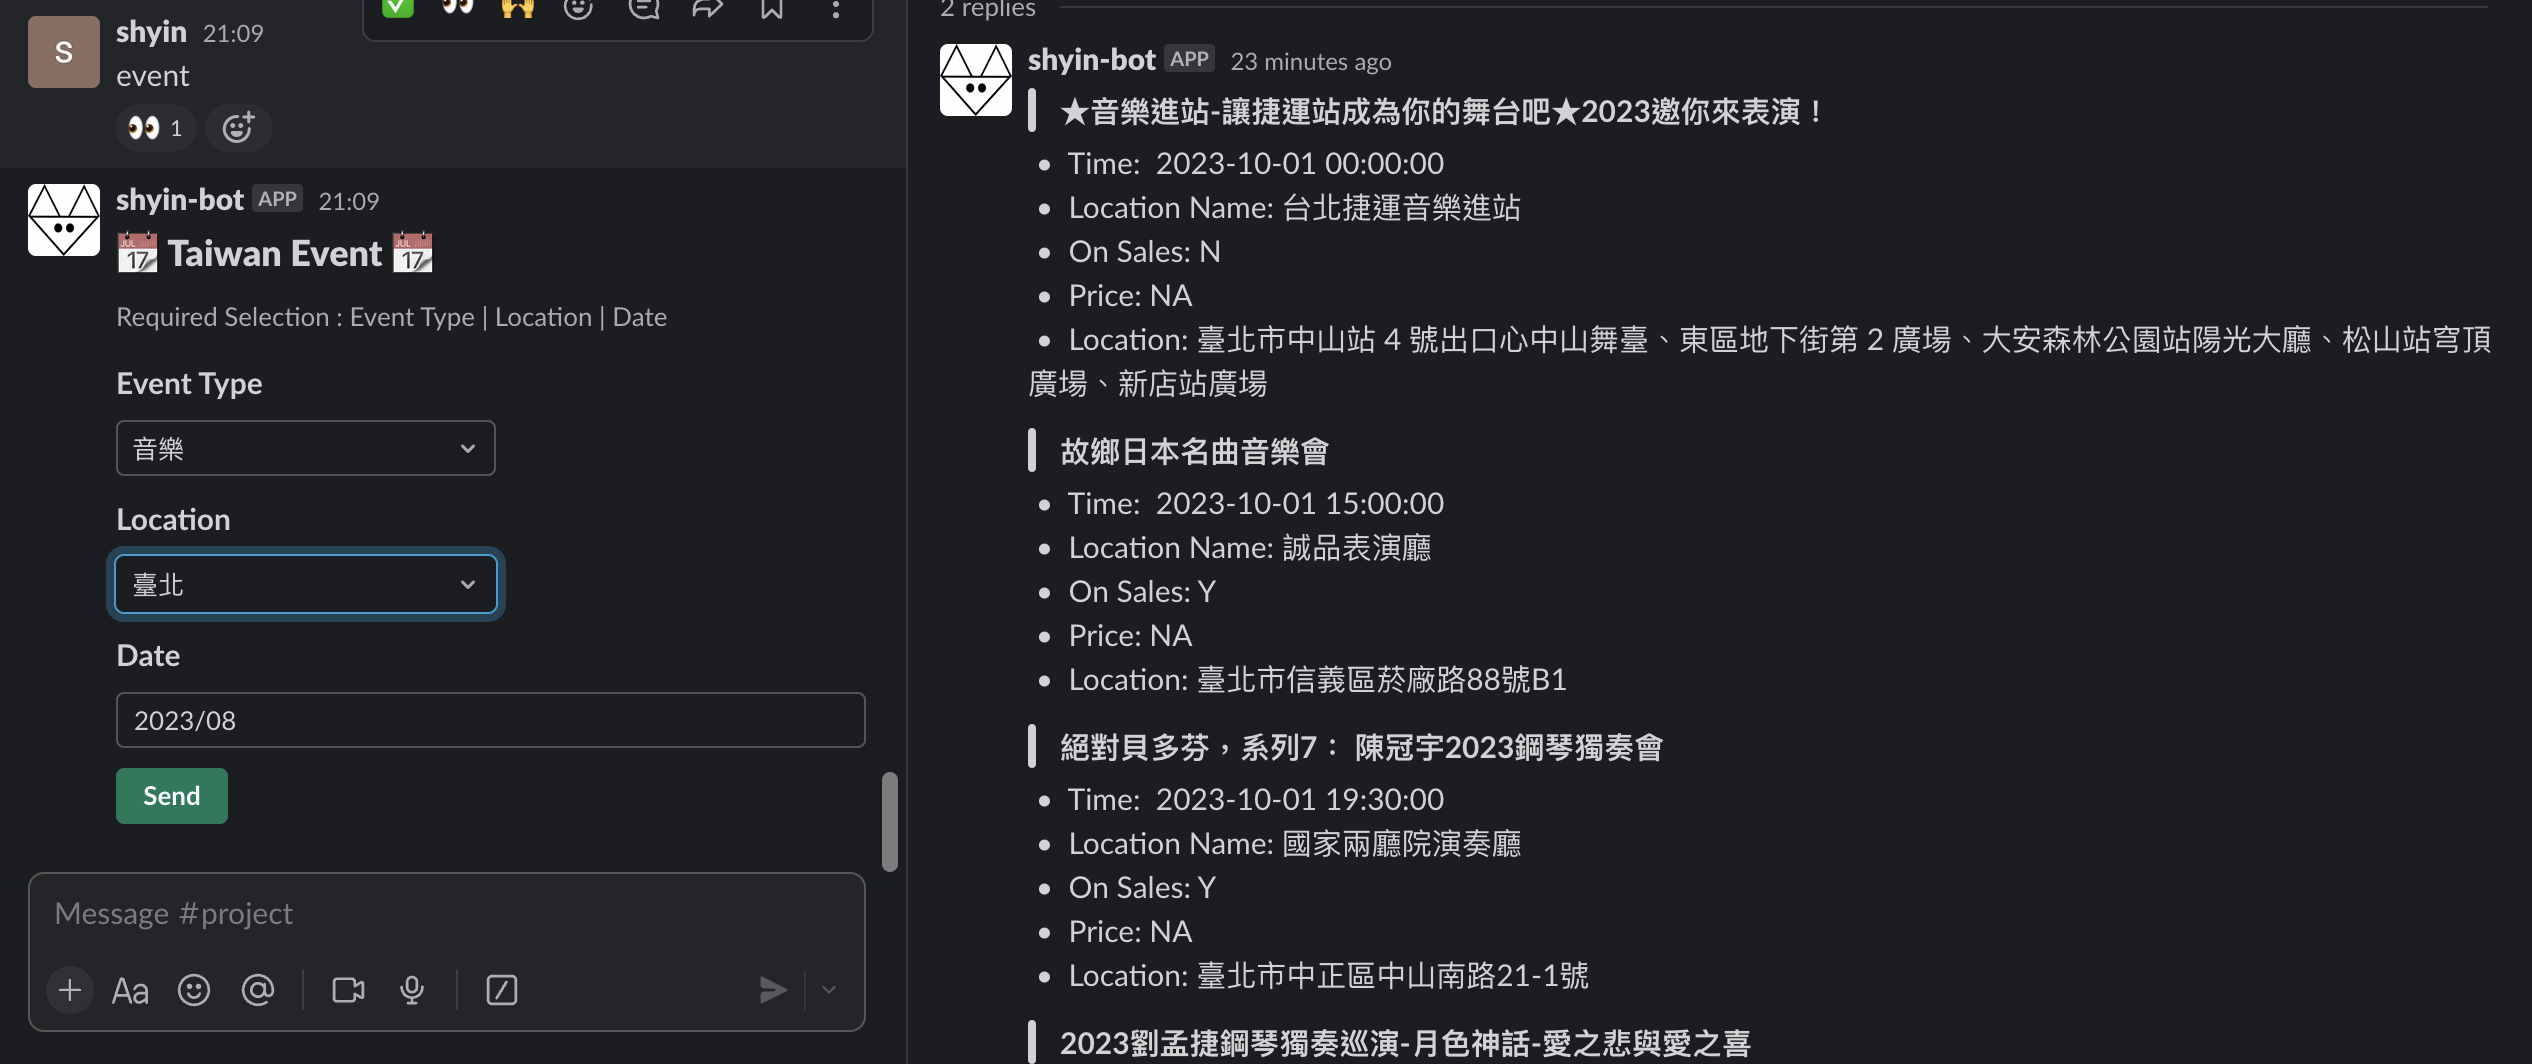 S
shyin 21:09
event
1
shyin-bot APP 21:09
Taiwan Event
Required Selection : Event Type | Location | Date
Event Type
音樂
Location
臺北
Date
2023/08
Send
Message #project
Aa
2 replies
shyin-bot APP 23 minutes ago
★音樂進站-讓捷運站成為你的舞台吧★2023邀你來表演！
• Time: 2023-10-01 00:00:00
• Location Name: 台北捷運音樂進站
• On Sales: N
• Price: NA
• Location: 臺北市中山站 4 號出口心中山舞臺、東區地下街第 2 廣場、大安森林公園站陽光大廳、松山站穹頂
廣場、新店站廣場
故鄉日本名曲音樂會
• Time: 2023-10-01 15:00:00
• Location Name: 誠品表演廳
• On Sales: Y
• Price: NA
• Location: 臺北市信義區菸廠路88號B1
絕對貝多芬，系列7： 陳冠宇2023鋼琴獨奏會
• Time: 2023-10-01 19:30:00
• Location Name: 國家兩廳院演奏廳
• On Sales: Y
• Price: NA
• Location: 臺北市中正區中山南路21-1號
2023劉孟捷鋼琴獨奏巡演-月色神話-愛之悲與愛之喜